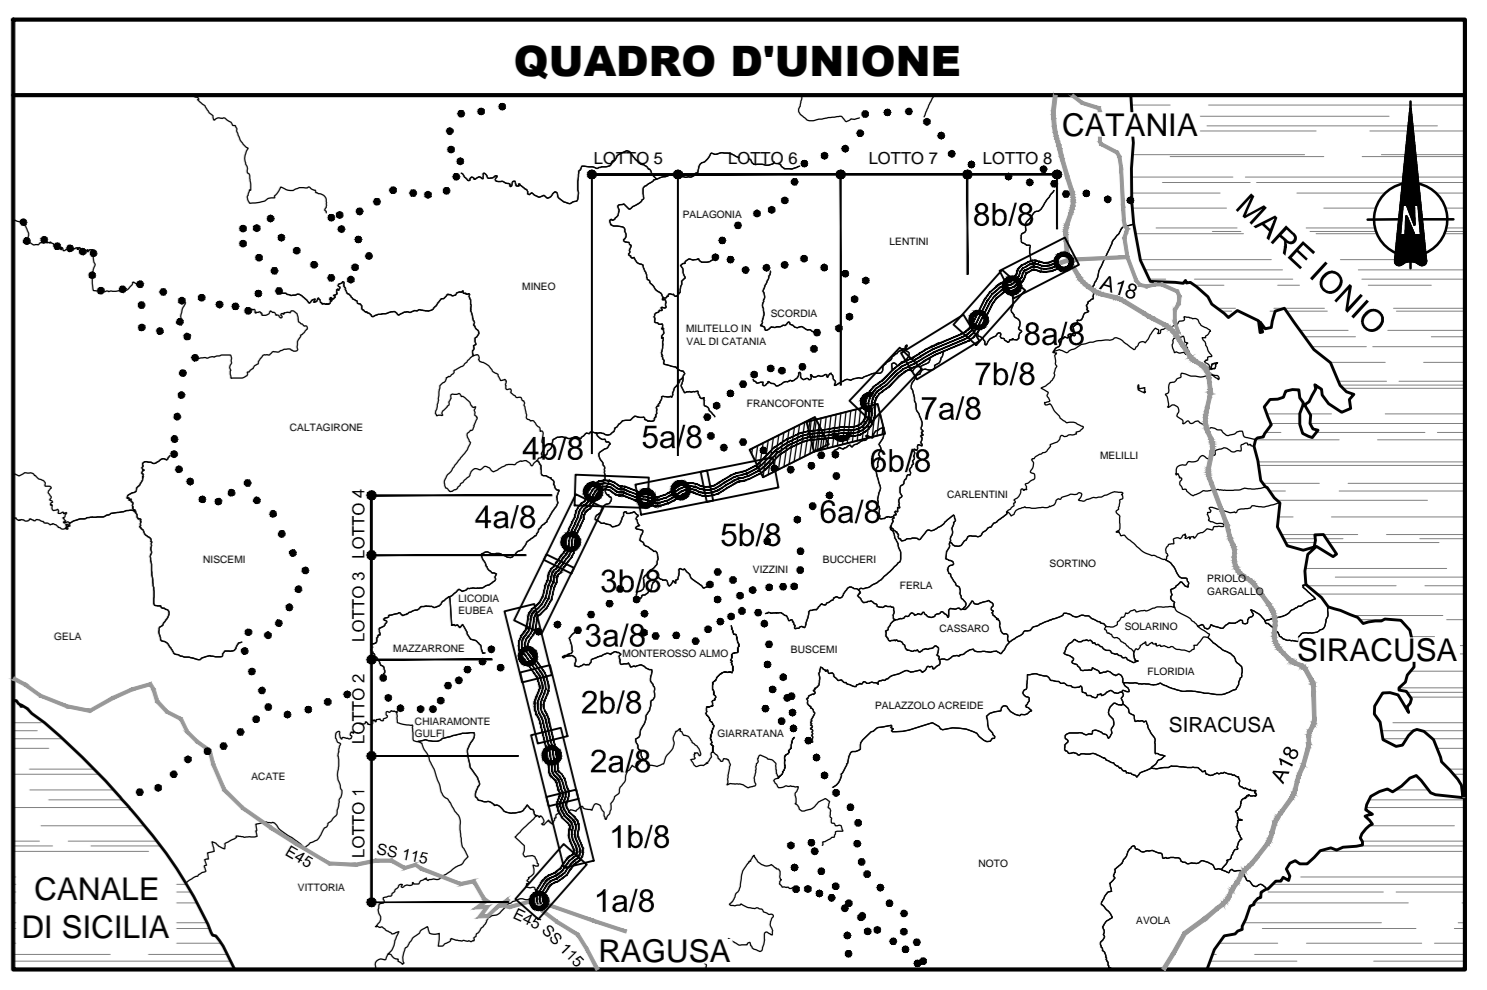 QUADRO D'UNIONE
CATANIA
LOTTO 5
LOTTO 6
LOTTO 7
LOTTO 8
PALAGONIA
8b/8
N
MARE IONIO
LENTINI
MINEO
A18
SCORDIA
MILITELLO IN
VAL DI CATANIA
8a/8
7b/8
FRANCOFONTE
7a/8
CALTAGIRONE
5a/8
4b/8
6b/8
MELILLI
CARLENTINI
LOTTO 4
4a/8
6a/8
5b/8
NISCEMI
BUCCHERI
VIZZINI
SORTINO
3b/8
FERLA
PRIOLO
GARGALLO
LOTTO 3
LICODIA
EUBEA
GELA
CASSARO
SOLARINO
3a/8
MAZZARRONE
MONTEROSSO ALMO
BUSCEMI
SIRACUSA
FLORIDIA
LOTTO 2
2b/8
PALAZZOLO ACREIDE
CHIARAMONTE
GULFI
GIARRATANA
SIRACUSA
2a/8
A18
ACATE
LOTTO 1
1b/8
E45
SS 115
NOTO
VITTORIA
CANALE
DI SICILIA
1a/8
AVOLA
E45 SS 115
RAGUSA